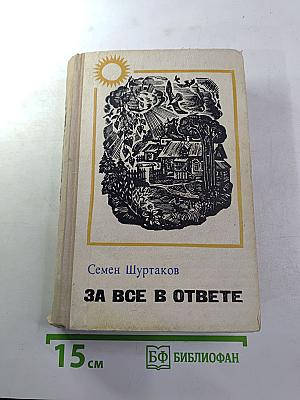 Семен Шуртаков
ЗА ВСЕ В ОТВЕТЕ
15 см
БФ БИБЛИОФАН